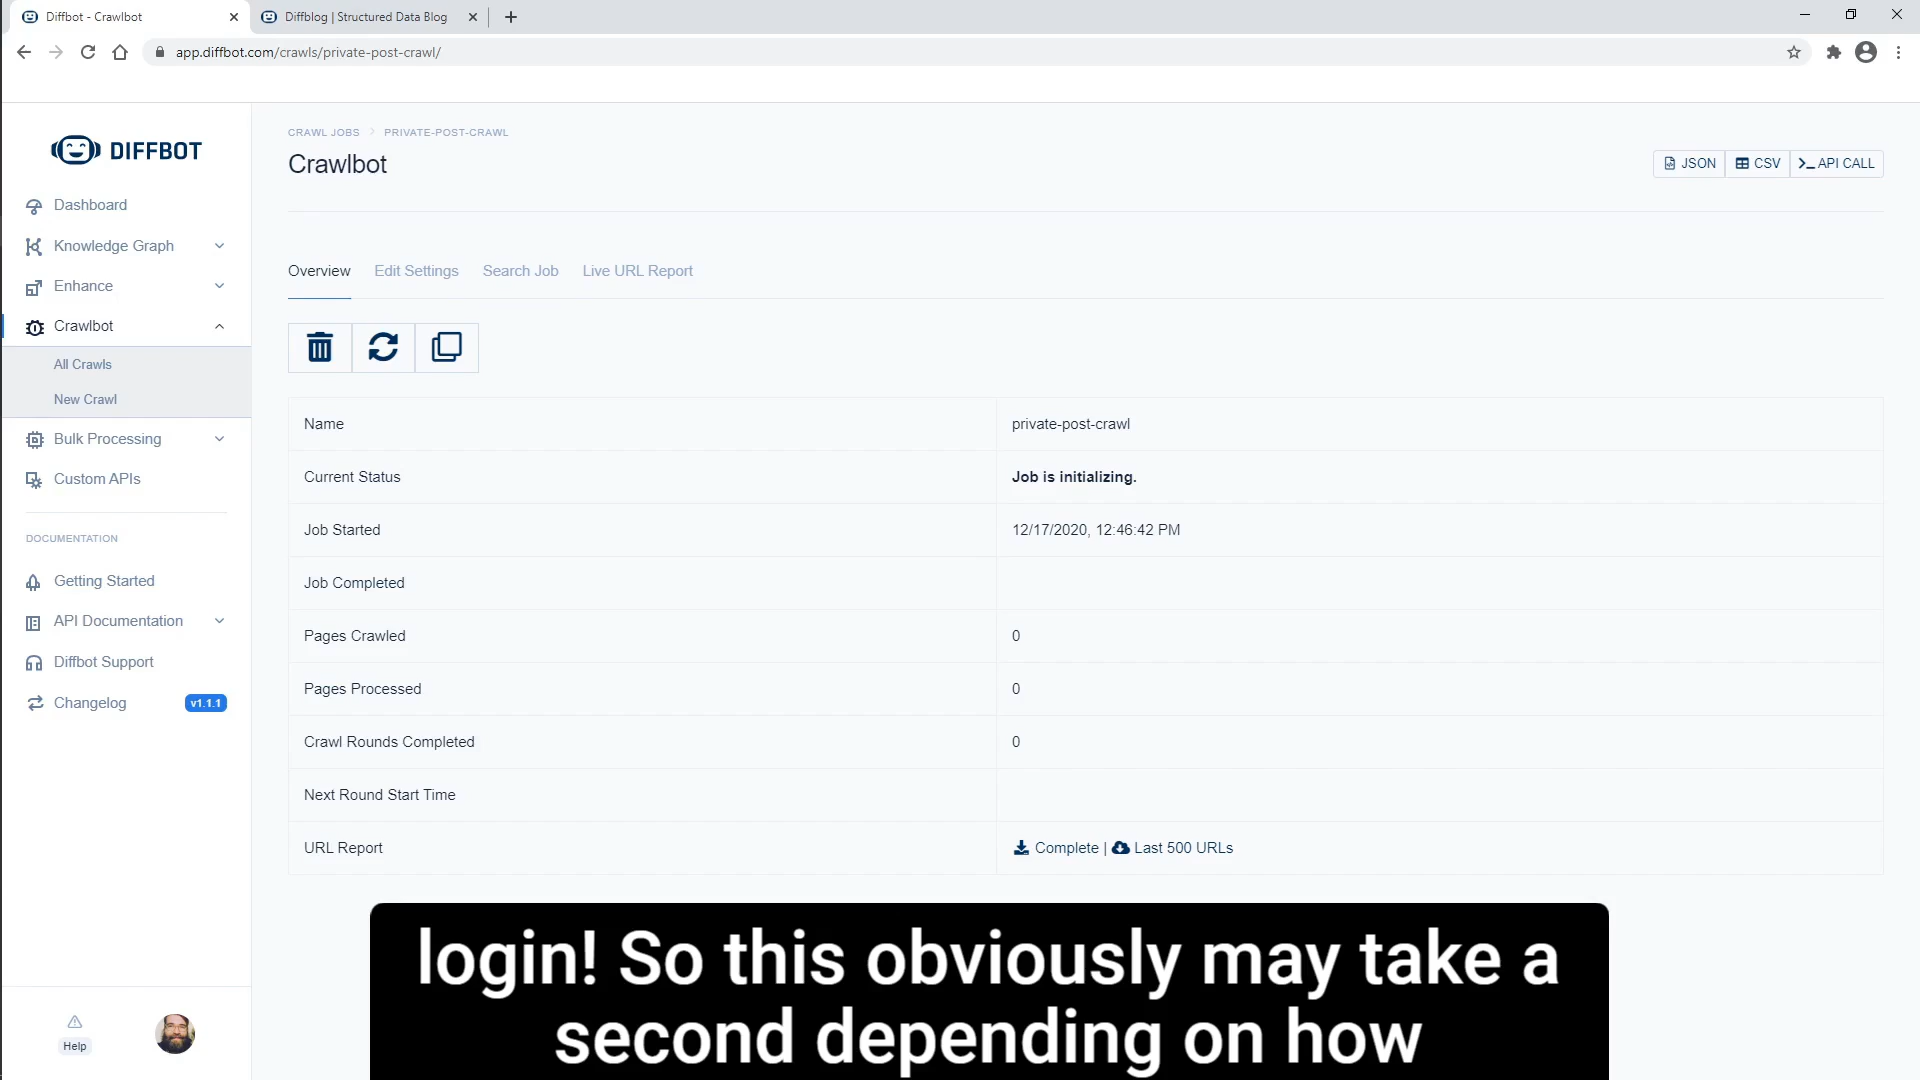 Diffbot - Crawlbot
Diffblog | Structured Data Blog
app.diffbot.com/crawls/private-post-crawl/
DIFFBOT
Dashboard
Knowledge Graph
Enhance
Crawlbot
All Crawls
New Crawl
Bulk Processing
Custom APIs
DOCUMENTATION
Getting Started
API Documentation
Diffbot Support
Changelog
v1.1.1
Help
CRAWL JOBS
PRIVATE-POST-CRAWL
Crawlbot
JSON
CSV
API CALL
Overview
Edit Settings
Search Job
Live URL Report
Name
private-post-crawl
Current Status
Job is initializing.
Job Started
12/17/2020, 12:46:42 PM
Job Completed
Pages Crawled
0
Pages Processed
0
Crawl Rounds Completed
0
Next Round Start Time
URL Report
Complete | Last 500 URLs
login! So this obviously may take a
second depending on how